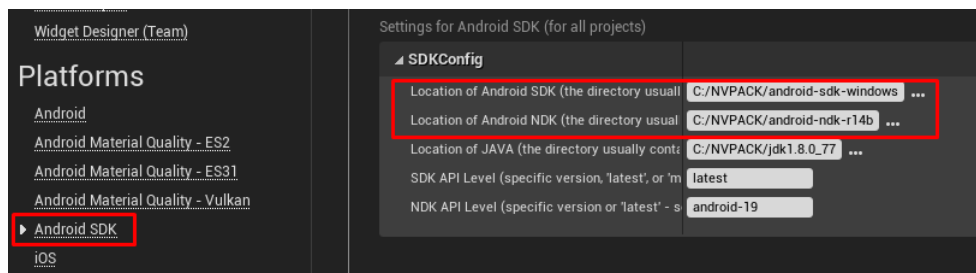 Widget Designer (Team)
Platforms
Android
Android Material Quality - ES2
Android Material Quality - ES31
Android Material Quality - Vulkan
Android SDK
iOS
Settings for Android SDK (for all projects)
SDKConfig
Location of Android SDK (the directory usuall C:/NVPACK/android-sdk-windows ...
Location of Android NDK (the directory usual C:/NVPACK/android-ndk-r14b ...
Location of JAVA (the directory usually conta C:/NVPACK/jdk1.8.0_77 ...
SDK API Level (specific version, 'latest', or 'm latest
NDK API Level (specific version or 'latest' - s android-19